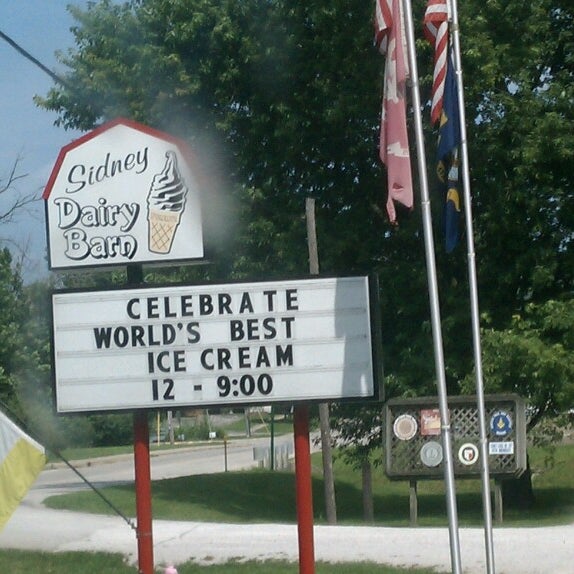 Sidney
Dairy
Barn
CELEBRATE
WORLD'S BEST
ICE CREAM
12 - 9:00